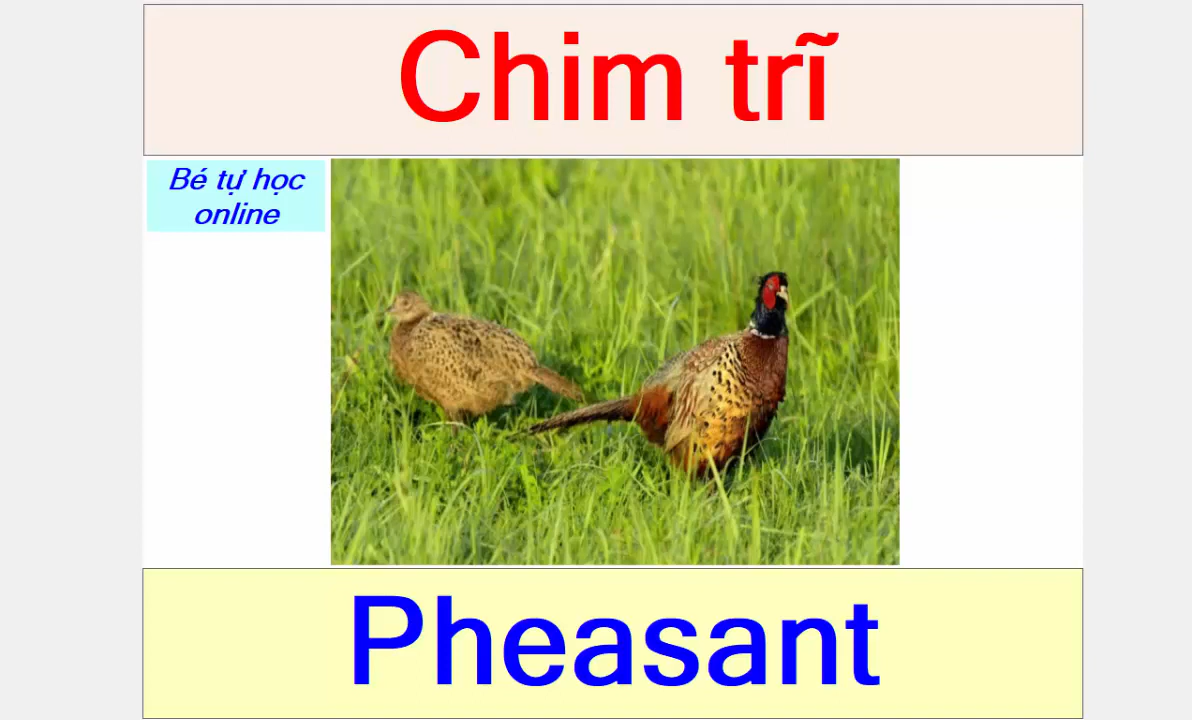 Chim trĩ
Bé tự học
online
Pheasant